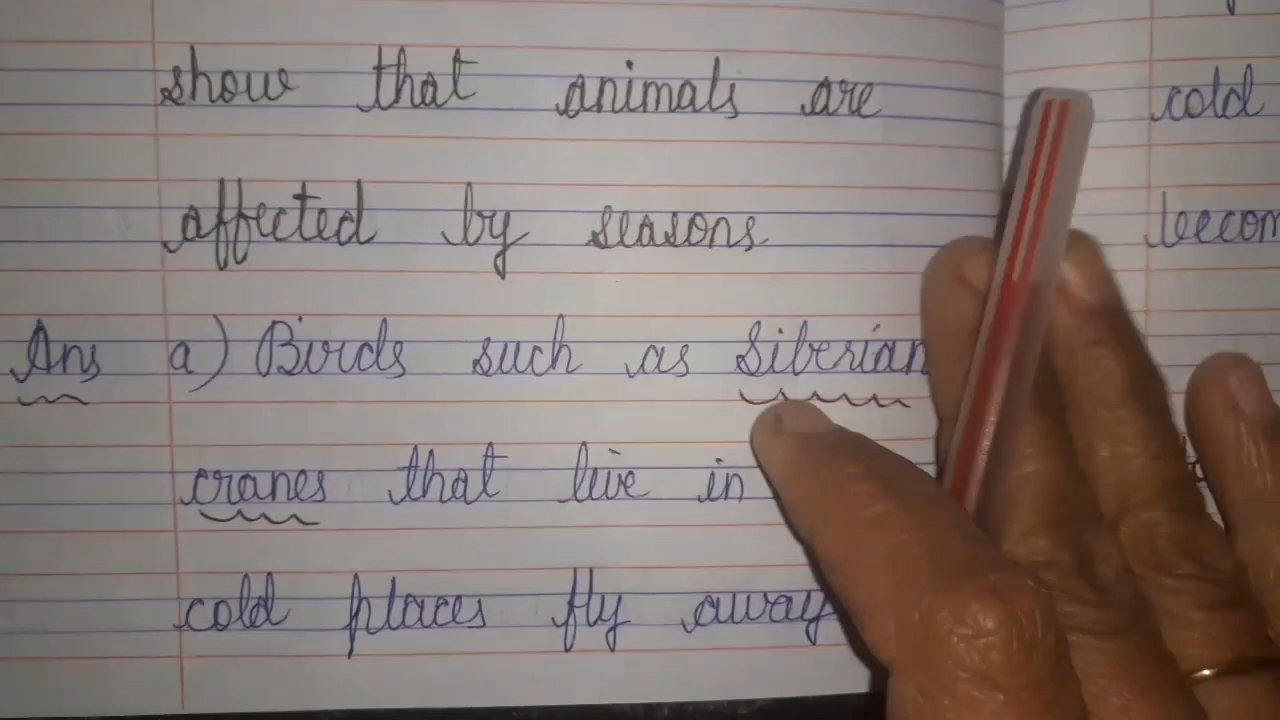 show that animals are
affected by seasons.
Ans a) Birds such as Siberian
cranes that live in
cold places fly away
cold